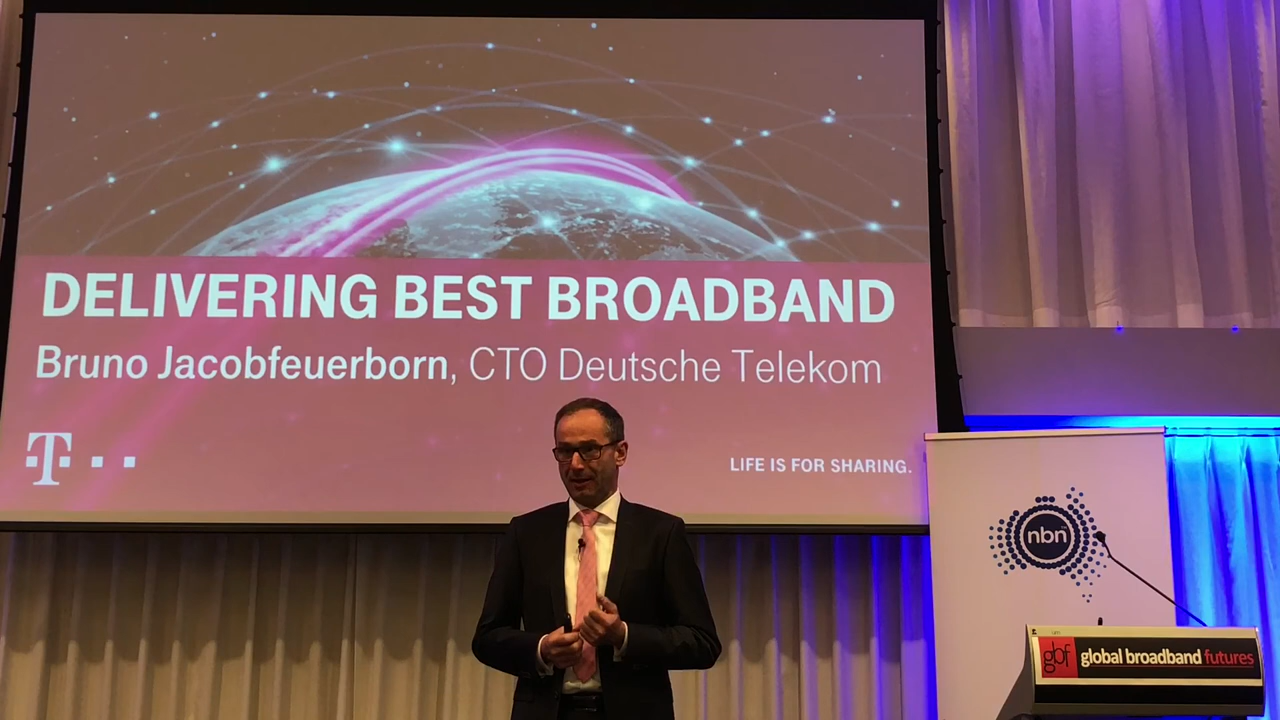 DELIVERING BEST BROADBAND
Bruno Jacobfeuerborn, CTO Deutsche Telekom
T
LIFE IS FOR SHARING.
nbn
gbf global broadband futures